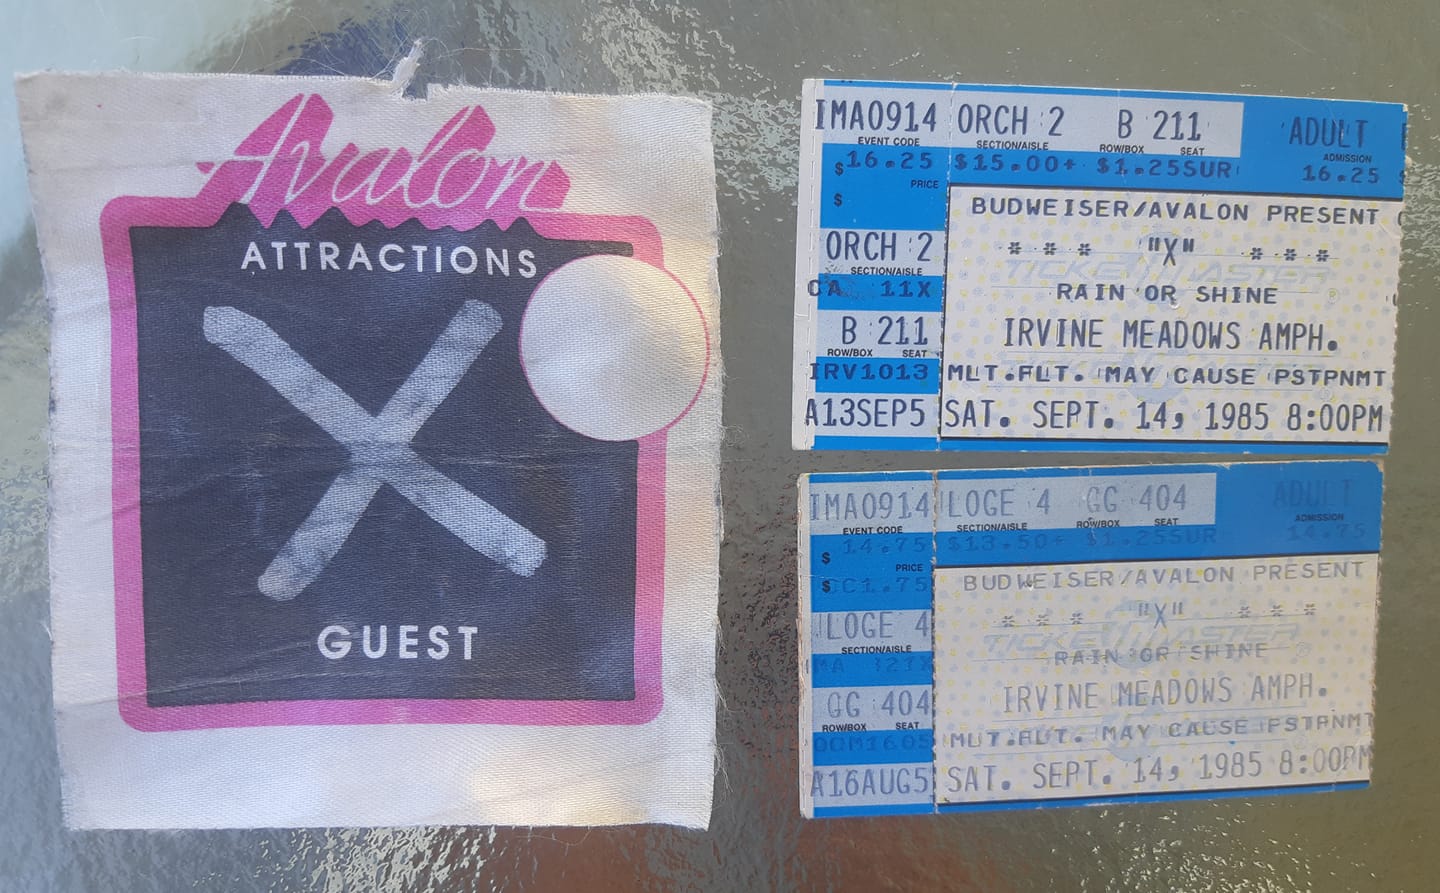 Avalon
ATTRACTIONS
X
GUEST
IMA0914 ORCH 2 B 211 ADULT
EVENT CODE SECTION/AISLE ROW/BOX SEAT ADMISSION
$ 16.25 $15.00+ $1.25SUR 16.25
PRICE
$
BUDWEISER/AVALON PRESENT
ORCH 2 * * * "X" * * *
SECTION/AISLE
TICKETMASTER
CA 11X RAIN OR SHINE
B 211 IRVINE MEADOWS AMPH.
ROW/BOX SEAT
IRV1013 MLT.FLT. MAY CAUSE PSTPNMT
A13SEP5 SAT. SEPT. 14, 1985 8:00PM
IMA0914 LOGE 4 GG 404 ADULT
EVENT CODE SECTION/AISLE ROW/BOX SEAT ADMISSION
$ 14.75 $13.50+ $1.25SUR 14.75
PRICE
$ CC1.75 BUDWEISER/AVALON PRESENT
LOGE 4 * * * "X" * * *
SECTION/AISLE
TICKETMASTER
RAIN OR SHINE
GG 404 IRVINE MEADOWS AMPH.
ROW/BOX SEAT
MLT.FLT. MAY CAUSE PSTPNMT
A16AUG5 SAT. SEPT. 14, 1985 8:00PM